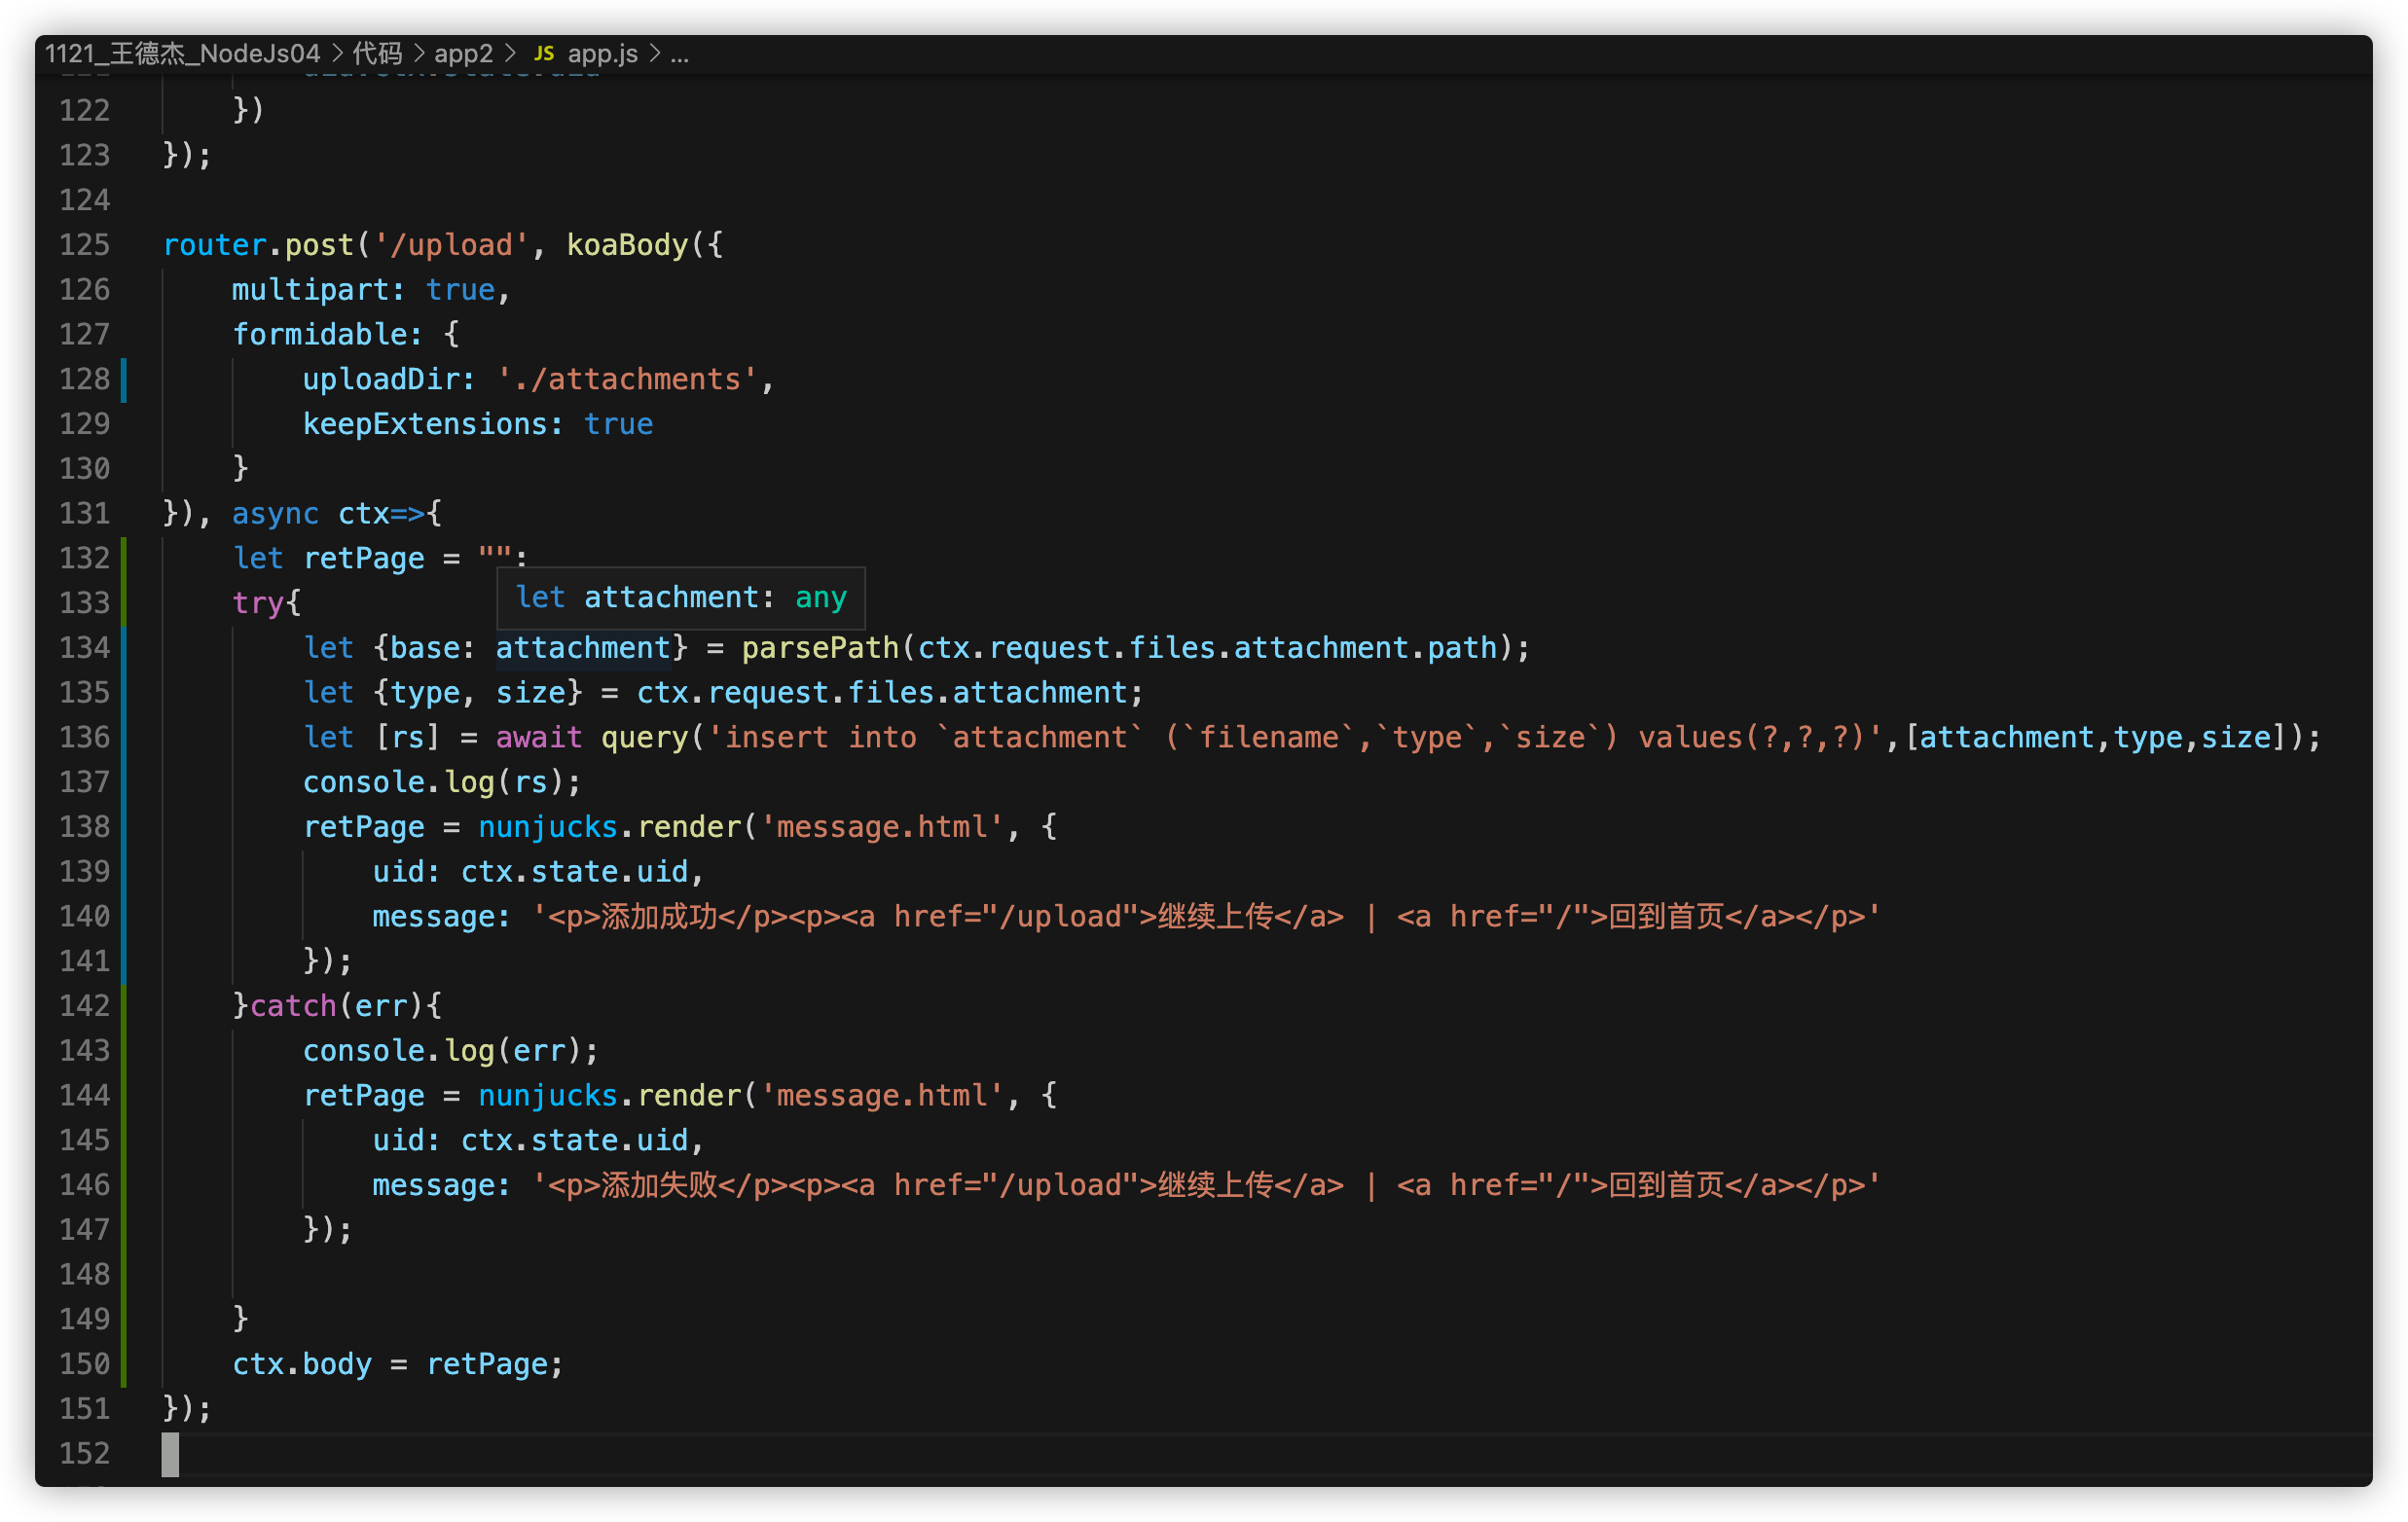 1121_王德杰_NodeJs04 > 代码 > app2 > JS app.js > ...
122 })
123 });
124
125 router.post('/upload', koaBody({
126 multipart: true,
127 formidable: {
128 uploadDir: './attachments',
129 keepExtensions: true
130 }
131 }), async ctx=>{
132 let retPage = "";
let attachment: any
133 try{
134 let {base: attachment} = parsePath(ctx.request.files.attachment.path);
135 let {type, size} = ctx.request.files.attachment;
136 let [rs] = await query('insert into `attachment` (`filename`,`type`,`size`) values(?,?,?)',[attachment,type,size]);
137 console.log(rs);
138 retPage = nunjucks.render('message.html', {
139 uid: ctx.state.uid,
140 message: '<p>添加成功</p><p><a href="/upload">继续上传</a> | <a href="/">回到首页</a></p>'
141 });
142 }catch(err){
143 console.log(err);
144 retPage = nunjucks.render('message.html', {
145 uid: ctx.state.uid,
146 message: '<p>添加失败</p><p><a href="/upload">继续上传</a> | <a href="/">回到首页</a></p>'
147 });
148
149 }
150 ctx.body = retPage;
151 });
152